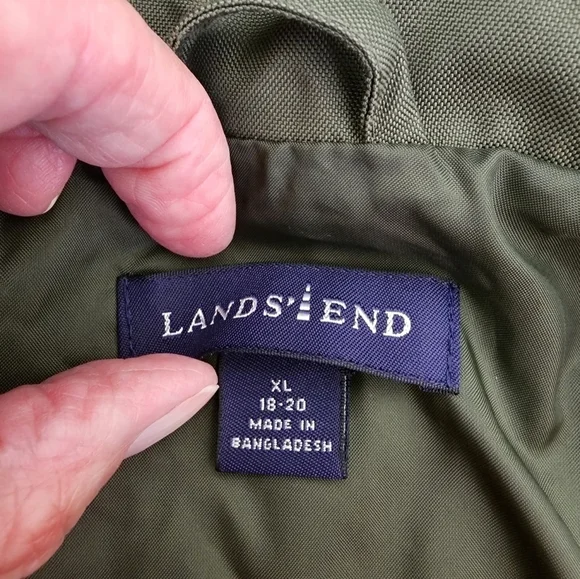 LANDS' END
XL
18-20
MADE IN
BANGLADESH